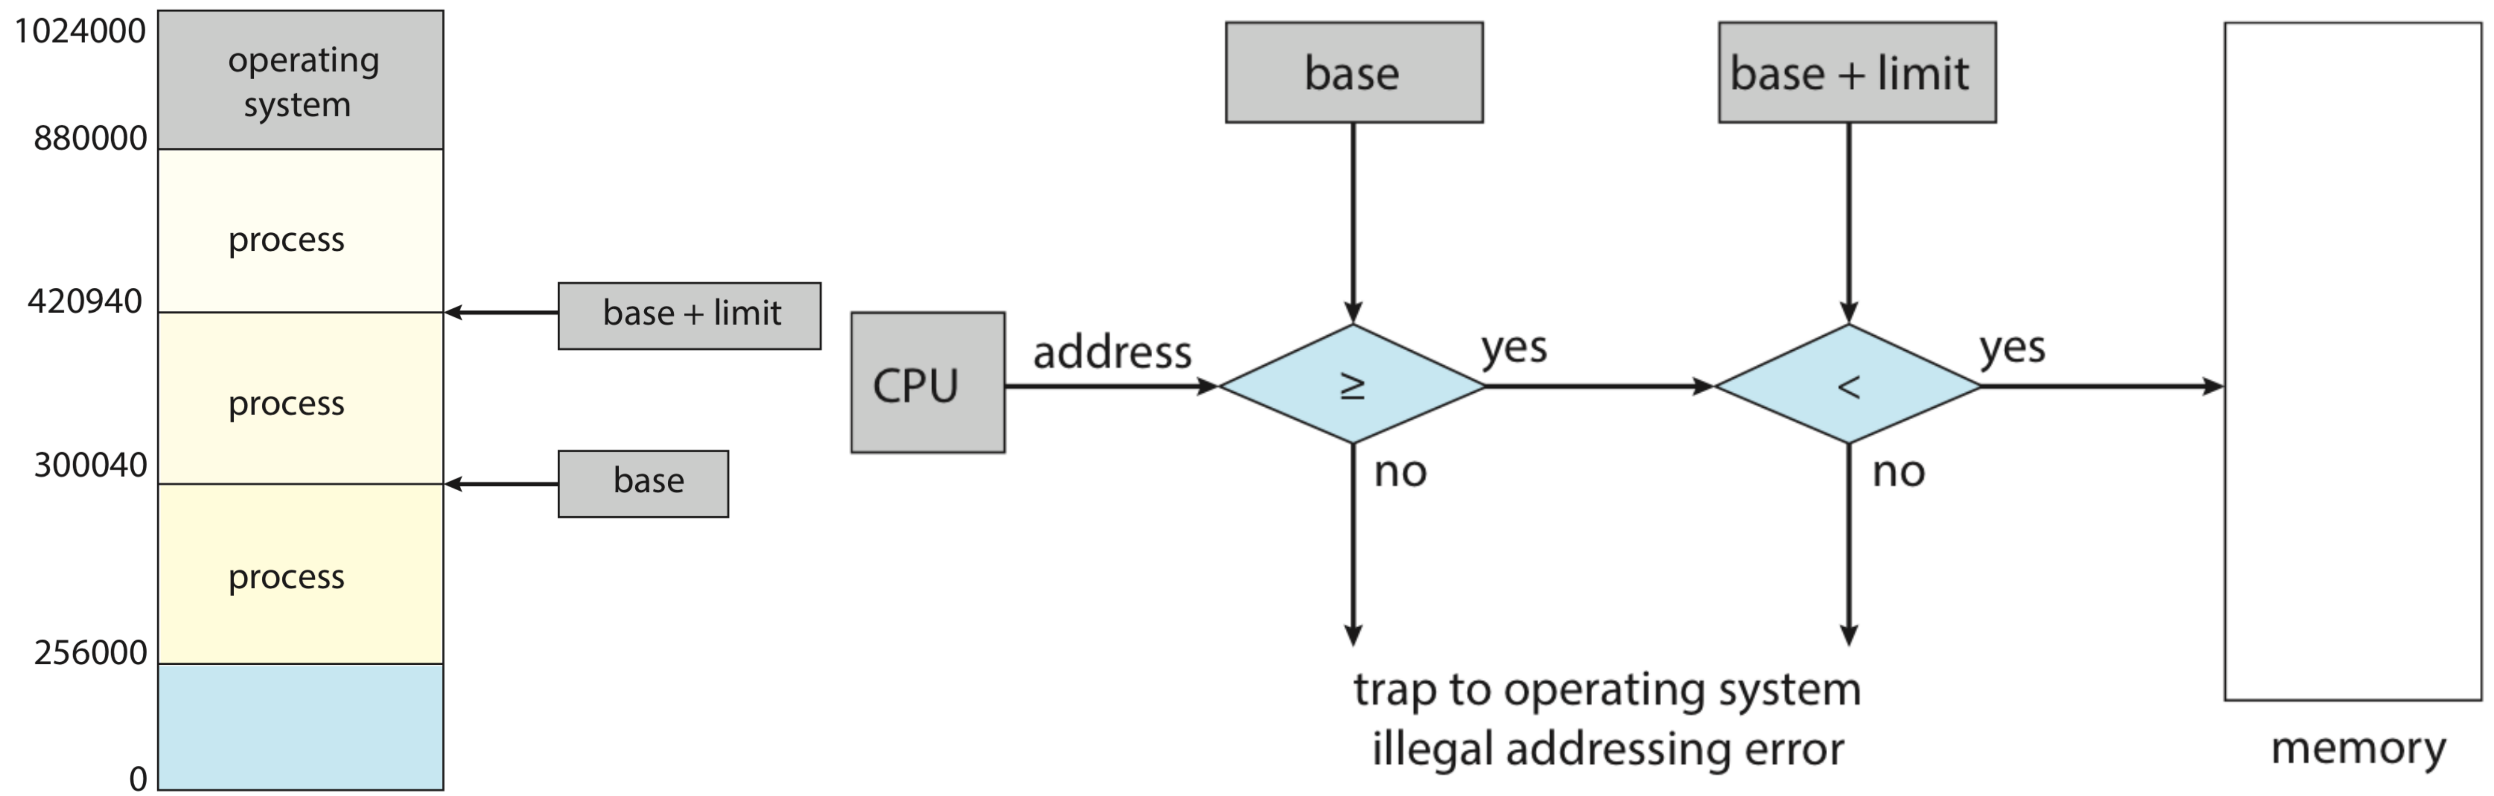 1024000
operating
system
880000
process
420940
base + limit
process
300040
base
process
256000
0
base
base + limit
CPU
address
≥
yes
<
yes
no
no
trap to operating system
illegal addressing error
memory